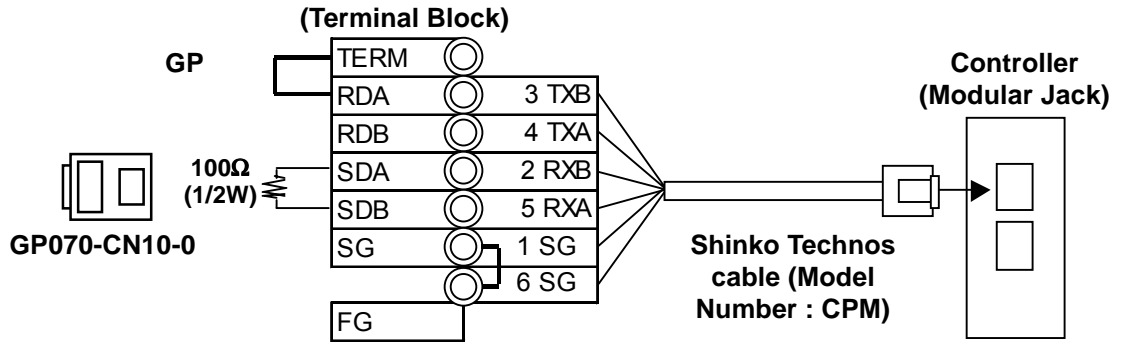 (Terminal Block)
GP
TERM
RDA 3 TXB
RDB 4 TXA
SDA 2 RXB
SDB 5 RXA
SG 1 SG
6 SG
FG
100Ω
(1/2W)
GP070-CN10-0
Controller
(Modular Jack)
Shinko Technos
cable (Model
Number : CPM)